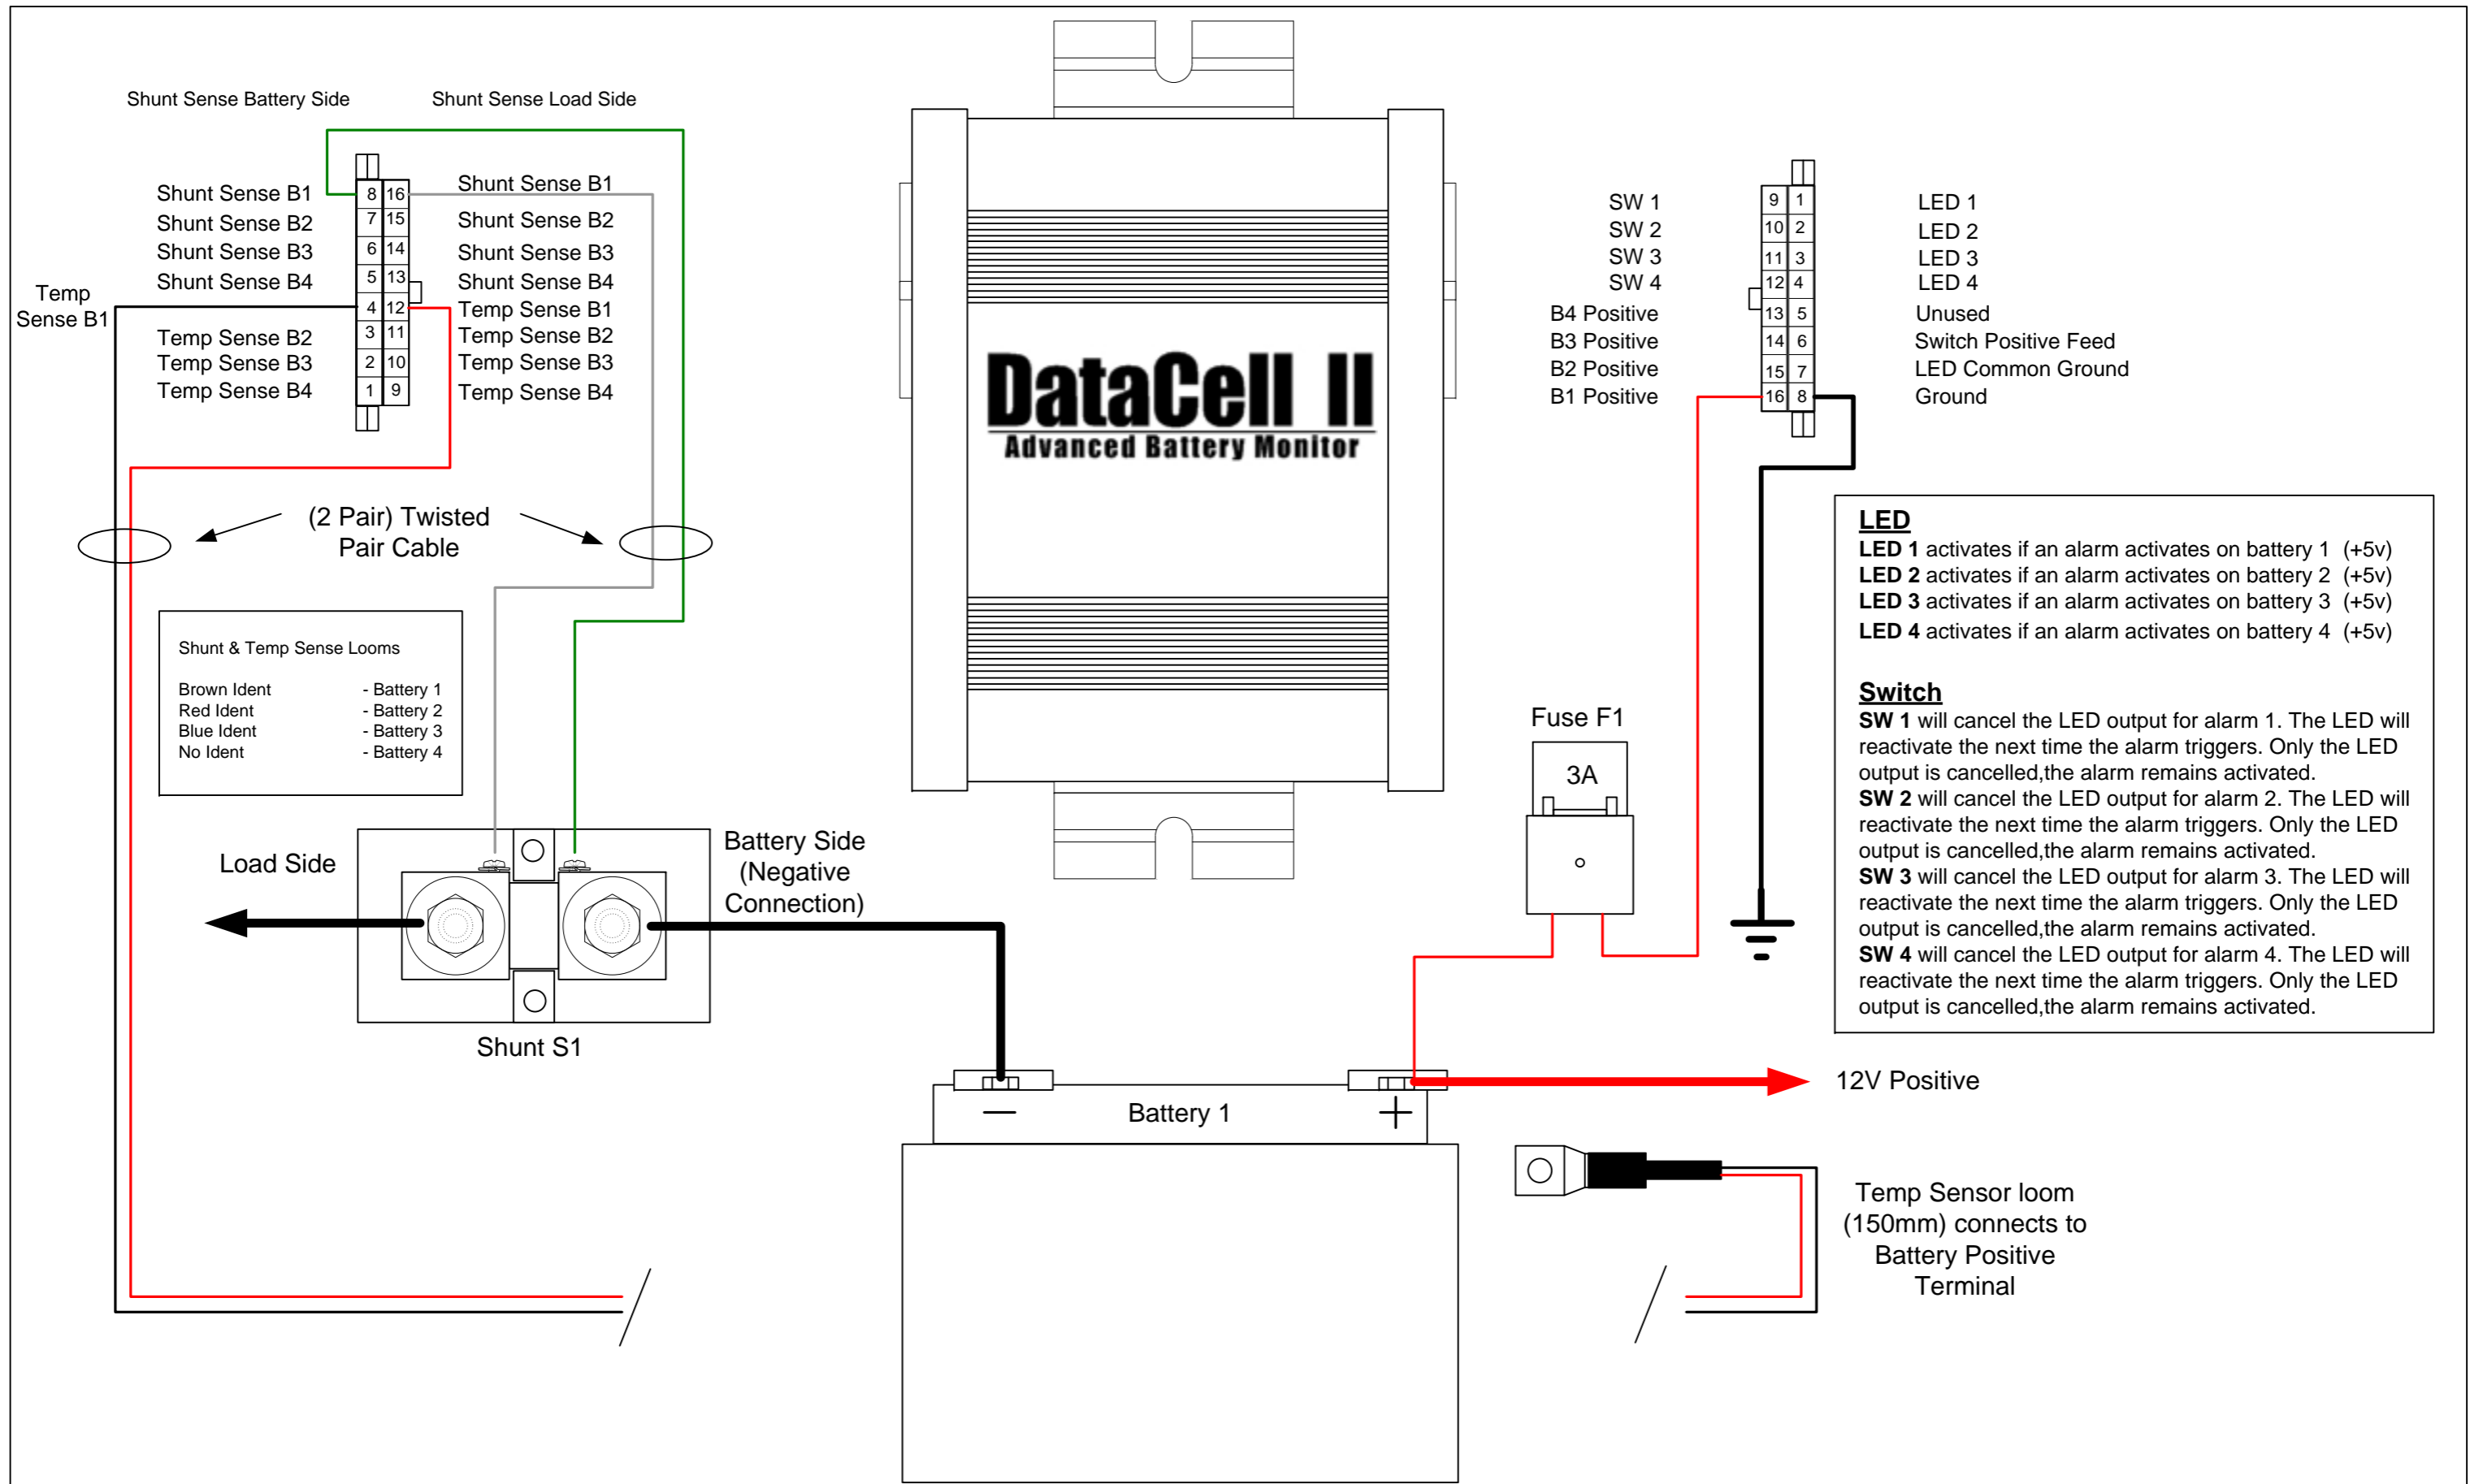 Shunt Sense Battery Side
Shunt Sense Load Side
Shunt Sense B1
Shunt Sense B2
Shunt Sense B3
Shunt Sense B4
Temp
Sense B1
Temp Sense B2
Temp Sense B3
Temp Sense B4
8 16
7 15
6 14
5 13
4 12
3 11
2 10
1 9
Shunt Sense B1
Shunt Sense B2
Shunt Sense B3
Shunt Sense B4
Temp Sense B1
Temp Sense B2
Temp Sense B3
Temp Sense B4
(2 Pair) Twisted
Pair Cable
Shunt & Temp Sense Looms
Brown Ident - Battery 1
Red Ident - Battery 2
Blue Ident - Battery 3
No Ident - Battery 4
Load Side
Battery Side
(Negative
Connection)
Shunt S1
DataCell II
Advanced Battery Monitor
SW 1
SW 2
SW 3
SW 4
B4 Positive
B3 Positive
B2 Positive
B1 Positive
9 1
10 2
11 3
12 4
13 5
14 6
15 7
16 8
LED 1
LED 2
LED 3
LED 4
Unused
Switch Positive Feed
LED Common Ground
Ground
LED
LED 1 activates if an alarm activates on battery 1 (+5v)
LED 2 activates if an alarm activates on battery 2 (+5v)
LED 3 activates if an alarm activates on battery 3 (+5v)
LED 4 activates if an alarm activates on battery 4 (+5v)
Switch
SW 1 will cancel the LED output for alarm 1. The LED will
reactivate the next time the alarm triggers. Only the LED
output is cancelled,the alarm remains activated.
SW 2 will cancel the LED output for alarm 2. The LED will
reactivate the next time the alarm triggers. Only the LED
output is cancelled,the alarm remains activated.
SW 3 will cancel the LED output for alarm 3. The LED will
reactivate the next time the alarm triggers. Only the LED
output is cancelled,the alarm remains activated.
SW 4 will cancel the LED output for alarm 4. The LED will
reactivate the next time the alarm triggers. Only the LED
output is cancelled,the alarm remains activated.
Fuse F1
3A
12V Positive
— Battery 1 +
Temp Sensor loom
(150mm) connects to
Battery Positive
Terminal